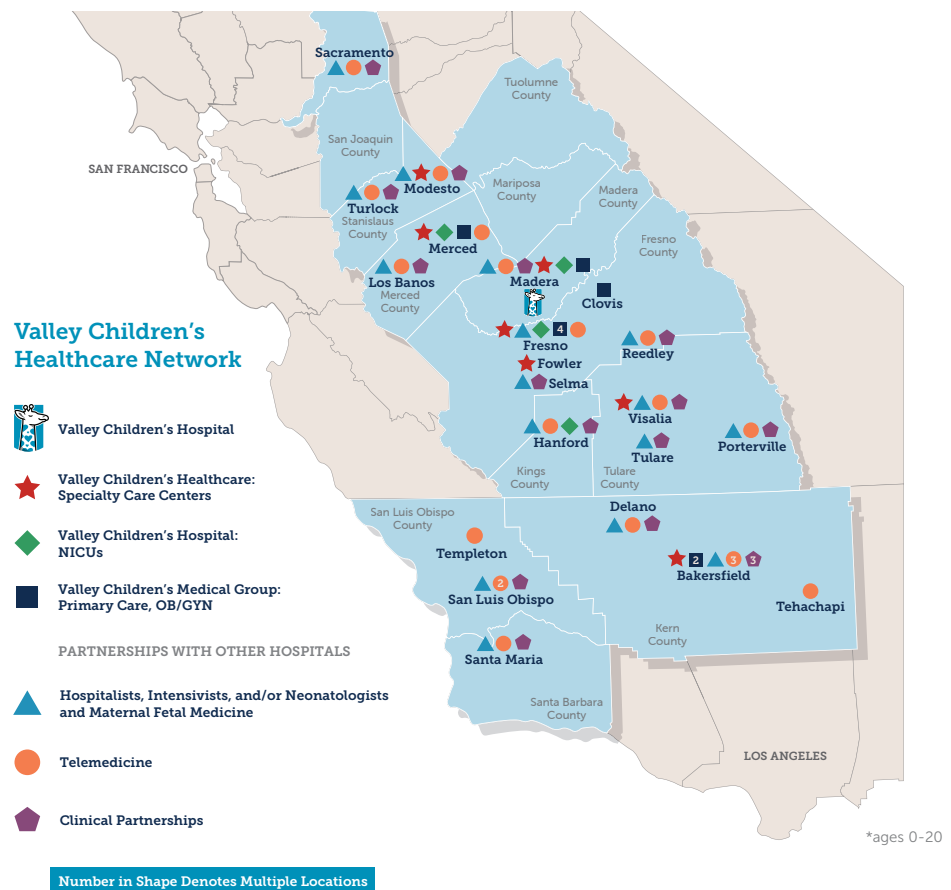 Sacramento
Tuolumne
County
San Joaquin
County
SAN FRANCISCO
Modesto
Mariposa
County
Madera
County
Turlock
Stanislaus
County
Merced
Fresno
County
Los Banos
Madera
Merced
County
Clovis
4
Fresno
Reedley
Fowler
Selma
Visalia
Hanford
Tulare
Porterville
Kings
County
Tulare
County
San Luis Obispo
County
Delano
Templeton
2
3
3
Bakersfield
2
San Luis Obispo
Tehachapi
Kern
County
Santa Maria
Santa Barbara
County
LOS ANGELES
*ages 0-20
Valley Children's
Healthcare Network
Valley Children's Hospital
Valley Children's Healthcare:
Specialty Care Centers
Valley Children's Hospital:
NICUs
Valley Children's Medical Group:
Primary Care, OB/GYN
PARTNERSHIPS WITH OTHER HOSPITALS
Hospitalists, Intensivists, and/or Neonatologists
and Maternal Fetal Medicine
Telemedicine
Clinical Partnerships
Number in Shape Denotes Multiple Locations